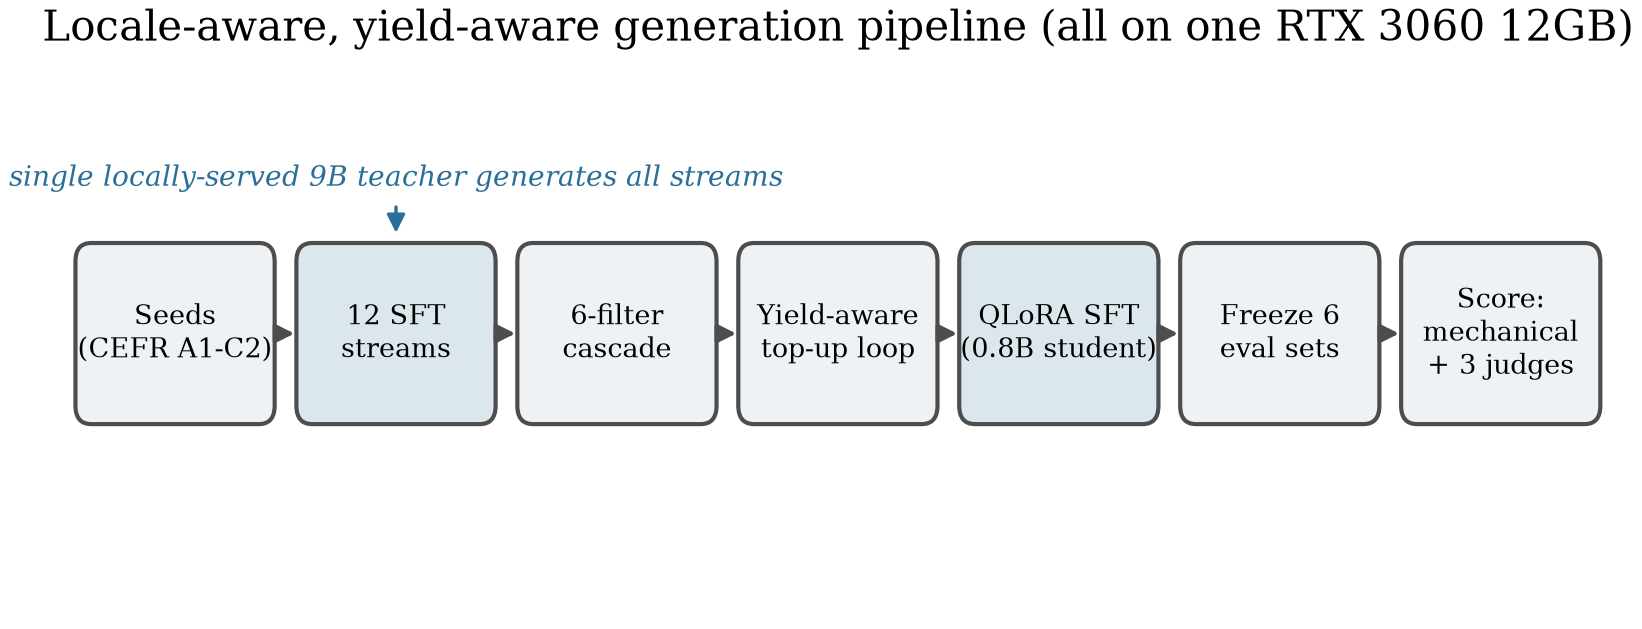 Locale-aware, yield-aware generation pipeline (all on one RTX 3060 12GB)
single locally-served 9B teacher generates all streams
Seeds
(CEFR A1-C2)
12 SFT
streams
6-filter
cascade
Yield-aware
top-up loop
QLoRA SFT
(0.8B student)
Freeze 6
eval sets
Score:
mechanical
+ 3 judges